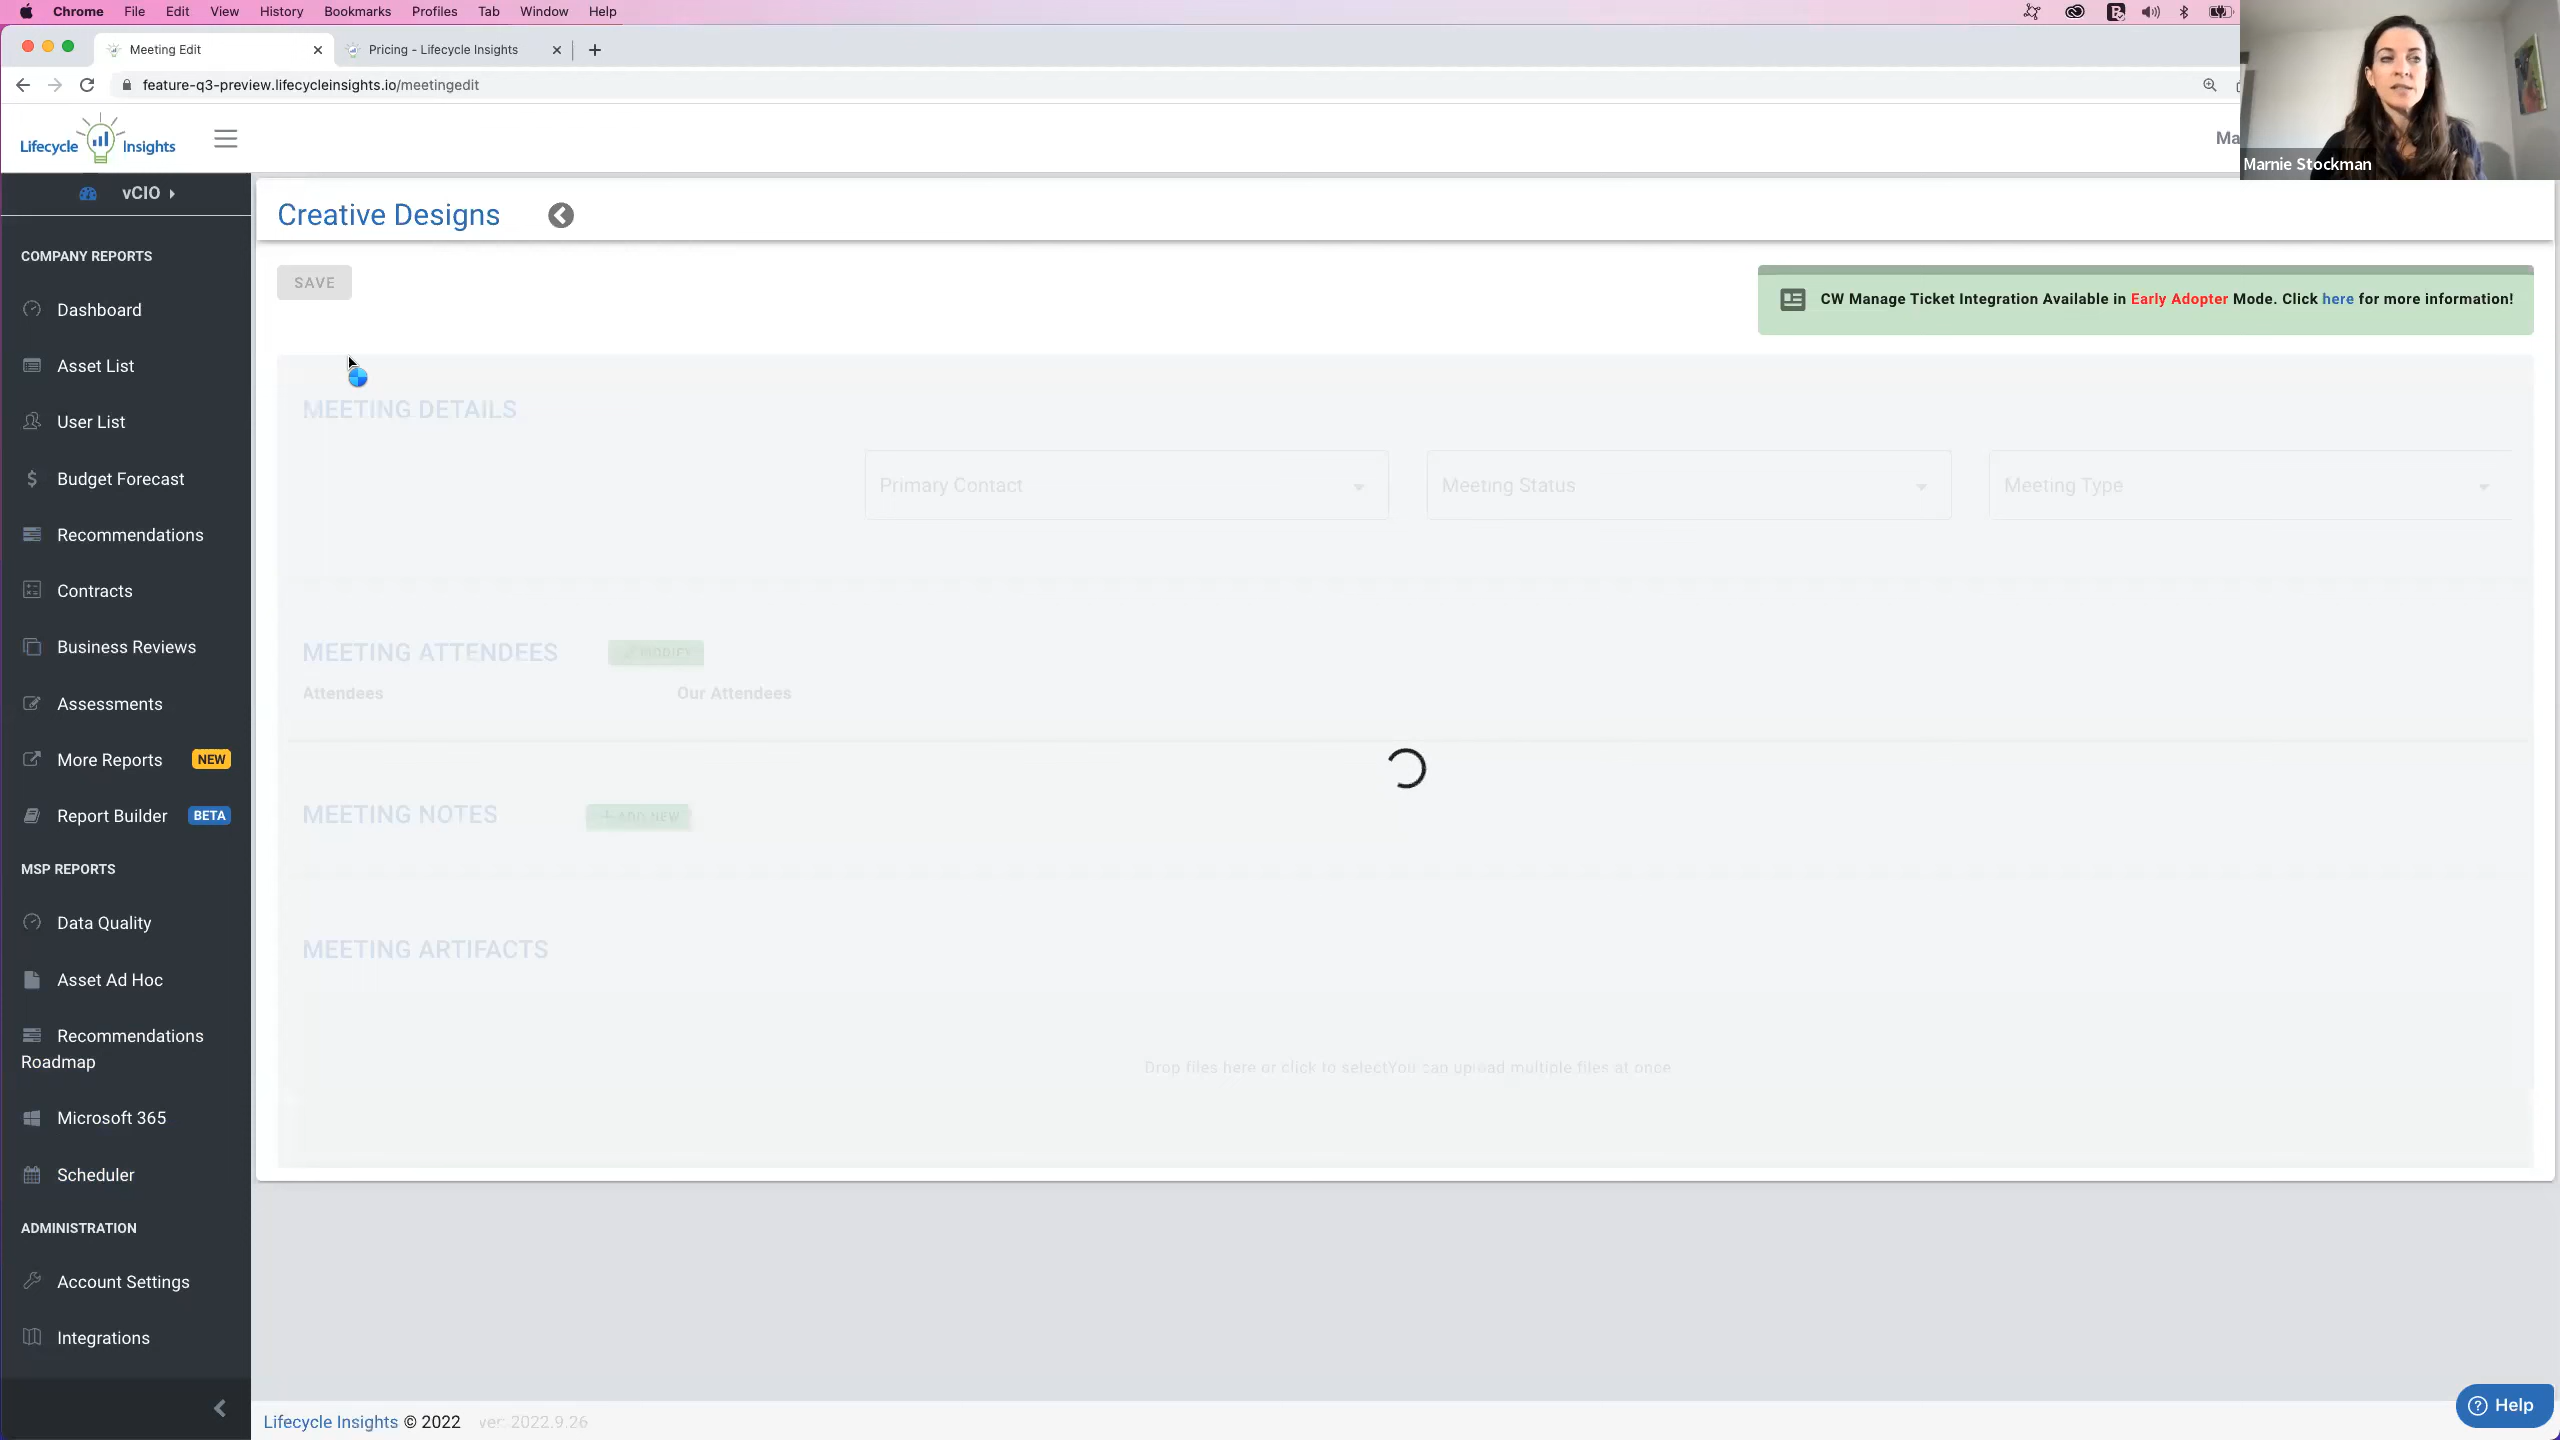 Chrome File Edit View History Bookmarks Profiles Tab Window Help
Meeting Edit
Pricing - Lifecycle Insights
feature-q3-preview.lifecycleinsights.io/meetingedit
Lifecycle Insights
Ma
Marnie Stockman
vCIO
Creative Designs
COMPANY REPORTS
SAVE
CW Manage Ticket Integration Available in Early Adopter Mode. Click here for more information!
Dashboard
Asset List
User List
Budget Forecast
Recommendations
Contracts
Business Reviews
Assessments
More Reports NEW
Report Builder BETA
MSP REPORTS
Data Quality
Asset Ad Hoc
Recommendations
Roadmap
Microsoft 365
Scheduler
ADMINISTRATION
Account Settings
Integrations
MEETING DETAILS
Primary Contact
Meeting Status
Meeting Type
MEETING ATTENDEES
MODIFY
Attendees
Our Attendees
MEETING NOTES
+ ADD NEW
MEETING ARTIFACTS
Drop files here or click to selectYou can upload multiple files at once
Lifecycle Insights © 2022 ver: 2022.9.26
Help